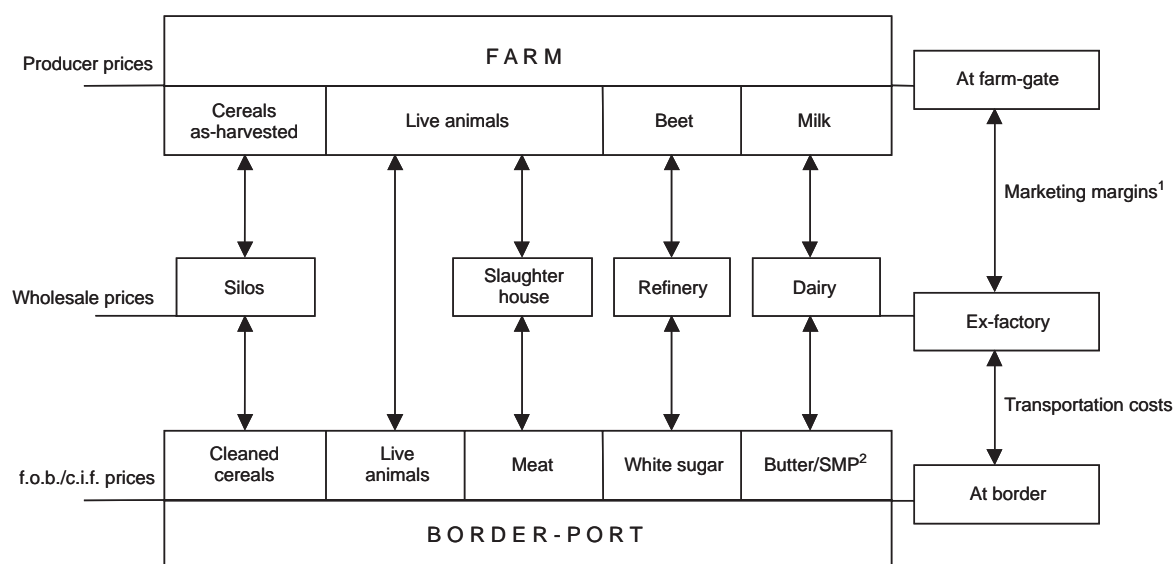 FARM
Producer prices
At farm-gate
Cereals
as-harvested
Live animals
Beet
Milk
Marketing margins¹
Wholesale prices
Silos
Slaughter
house
Refinery
Dairy
Ex-factory
Transportation costs
f.o.b./c.i.f. prices
Cleaned
cereals
Live
animals
Meat
White sugar
Butter/SMP²
At border
BORDER-PORT